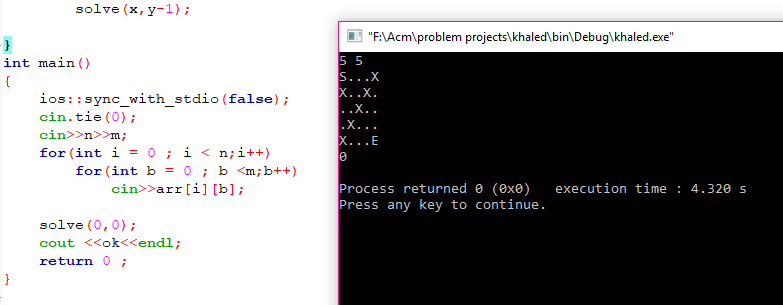 solve(x,y-1);
}
int main()
{
ios::sync_with_stdio(false);
cin.tie(0);
cin>>n>>m;
for(int i = 0 ; i < n;i++)
for(int b = 0 ; b <m;b++)
cin>>arr[i][b];
solve(0,0);
cout <<ok<<endl;
return 0 ;
}
"F:\Acm\problem projects\khaled\bin\Debug\khaled.exe"
5 5
S...X
X..X.
..X..
.X...
X...E
0
Process returned 0 (0x0)   execution time : 4.320 s
Press any key to continue.